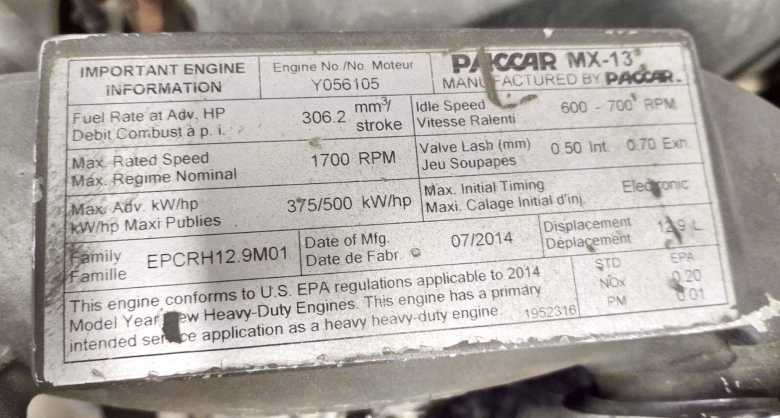 IMPORTANT ENGINE
INFORMATION
Engine No./No. Moteur
Y056105
PACCAR MX-13
MANUFACTURED BY PACCAR
Fuel Rate at Adv. HP
Debit Combust à p. i.
306.2 mm³/
stroke
Idle Speed
Vitesse Ralenti
600 - 700 RPM
Max. Rated Speed
Max. Regime Nominal
1700 RPM
Valve Lash (mm)
Jeu Soupapes
0.50 Int. 0.70 Exh.
Max. Adv. kW/hp
kW/hp Maxi Publies
375/500 kW/hp
Max. Initial Timing
Maxi. Calage Initial d'inj.
Electronic
Family
Famille
EPCRH12.9M01
Date of Mfg.
Date de Fabr.
07/2014
Displacement
Déplacement
12.9 L
This engine conforms to U.S. EPA regulations applicable to 2014
Model Year New Heavy-Duty Engines. This engine has a primary
intended service application as a heavy heavy-duty engine.
1952316
STD EPA
NOx 0.20
PM 0.01